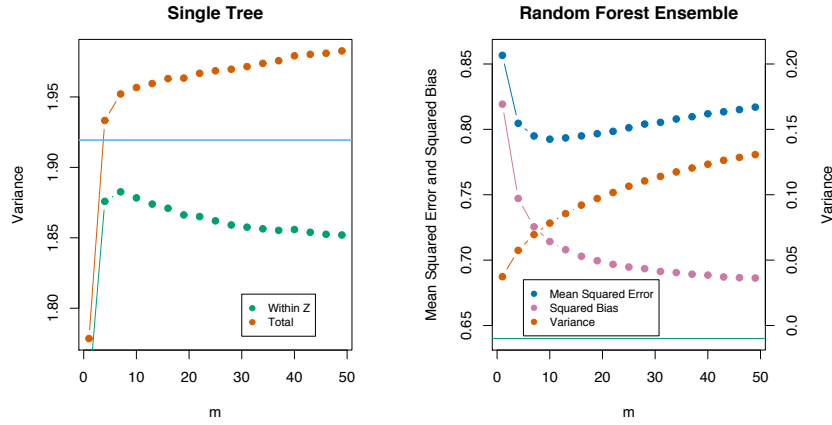 Single Tree
Variance
1.95
1.90
1.85
1.80
Within Z
Total
0 10 20 30 40 50
m
Random Forest Ensemble
Mean Squared Error and Squared Bias
0.85
0.80
0.75
0.70
0.65
0.20
0.15
0.10
0.05
0.0
Variance
Mean Squared Error
Squared Bias
Variance
0 10 20 30 40 50
m